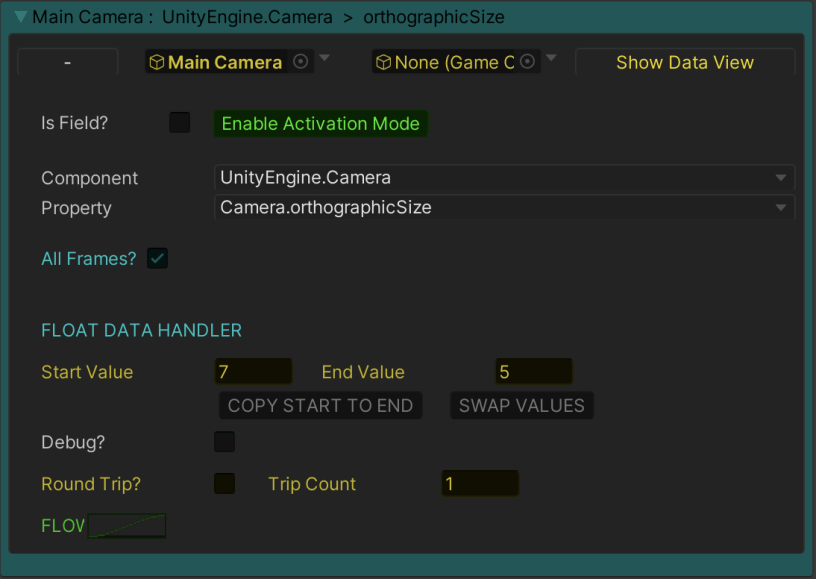 Main Camera : UnityEngine.Camera > orthographicSize
- Main Camera None (Game C Show Data View
Is Field? Enable Activation Mode
Component UnityEngine.Camera
Property Camera.orthographicSize
All Frames?
FLOAT DATA HANDLER
Start Value 7 End Value 5
COPY START TO END SWAP VALUES
Debug?
Round Trip? Trip Count 1
FLOW